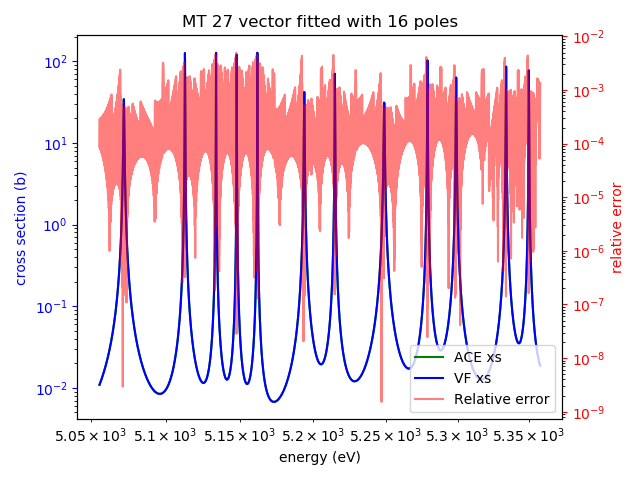 MT 27 vector fitted with 16 poles
cross section (b)
10²
10¹
10⁰
10⁻¹
10⁻²
10⁻²
10⁻³
10⁻⁴
10⁻⁵
10⁻⁶
10⁻⁷
10⁻⁸
10⁻⁹
relative error
ACE xs
VF xs
Relative error
5.05 × 10³ 5.1 × 10³ 5.15 × 10³ 5.2 × 10³ 5.25 × 10³ 5.3 × 10³ 5.35 × 10³
energy (eV)